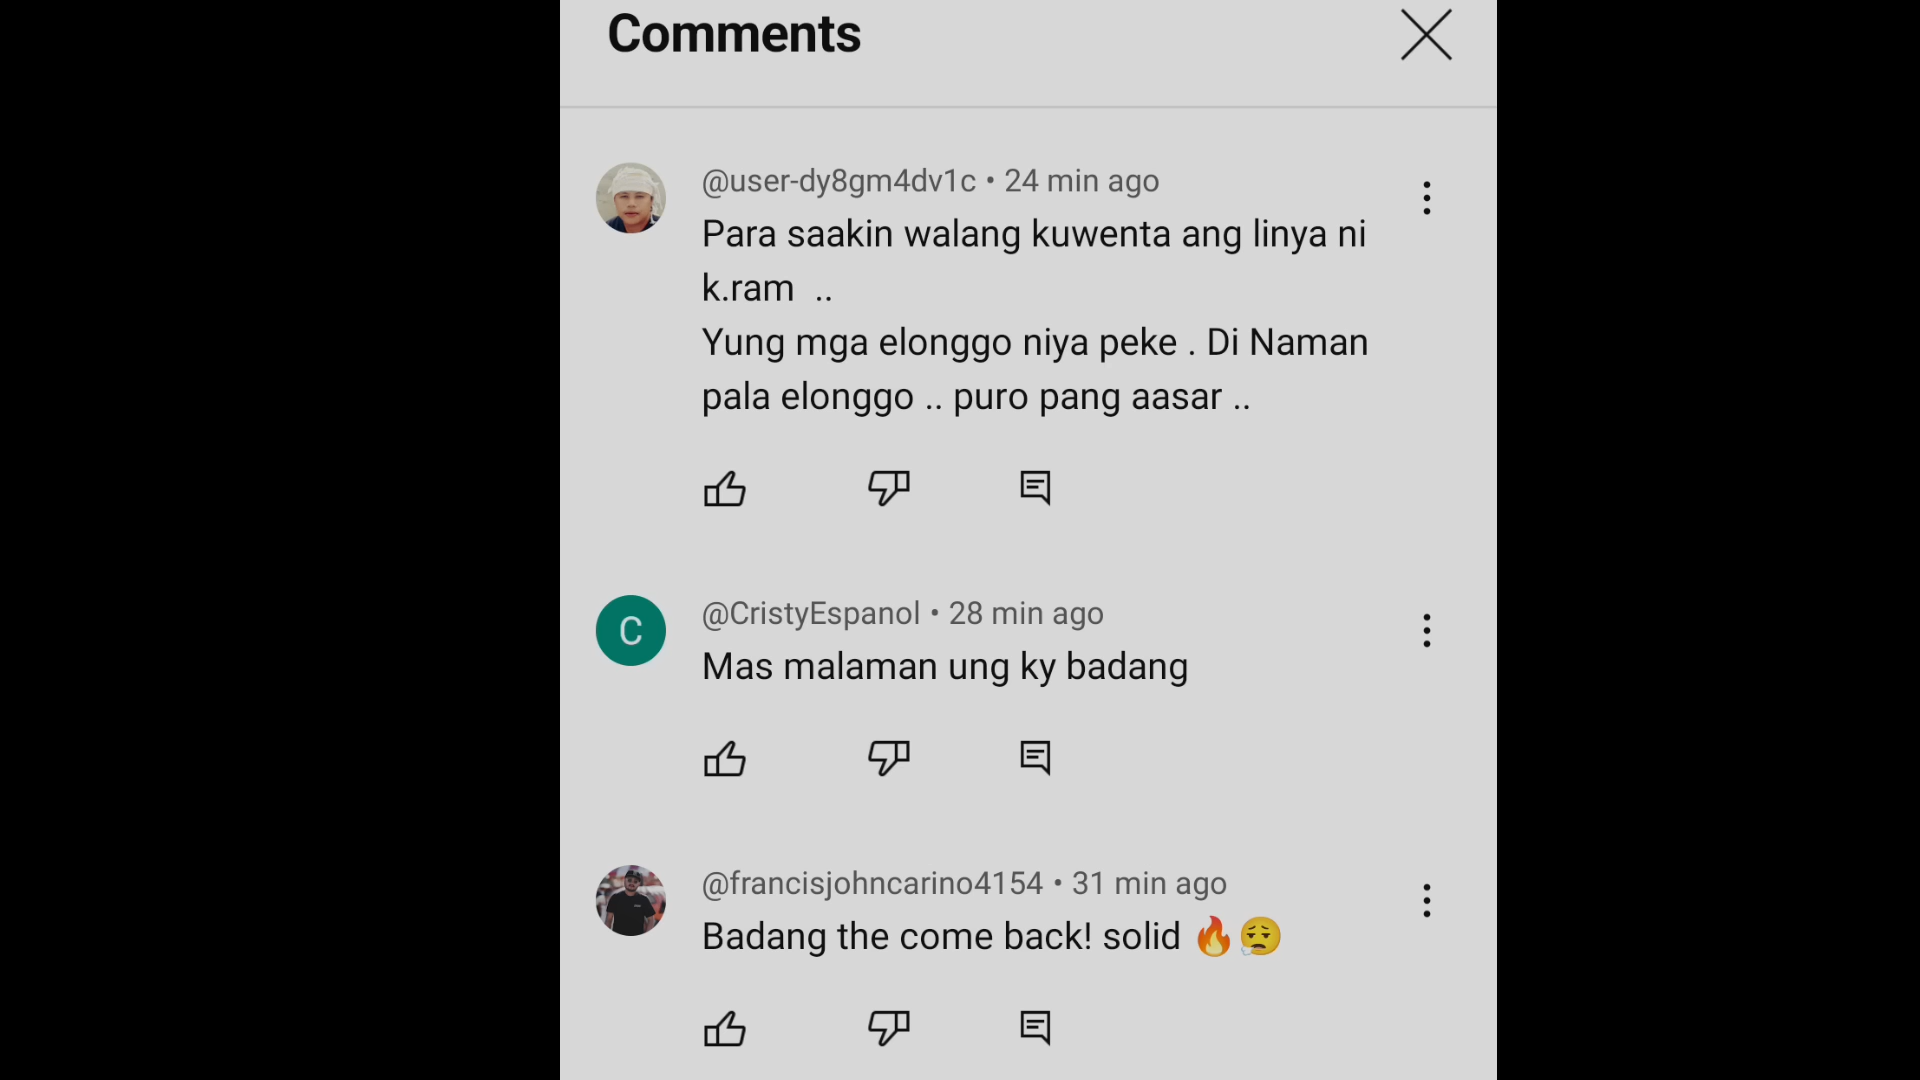 Comments
@user-dy8gm4dv1c • 24 min ago
Para saakin walang kuwenta ang linya ni
k.ram ..
Yung mga elonggo niya peke . Di Naman
pala elonggo .. puro pang aasar ..
C
@CristyEspanol • 28 min ago
Mas malaman ung ky badang
@francisjohncarino4154 • 31 min ago
Badang the come back! solid 🔥😮‍💨